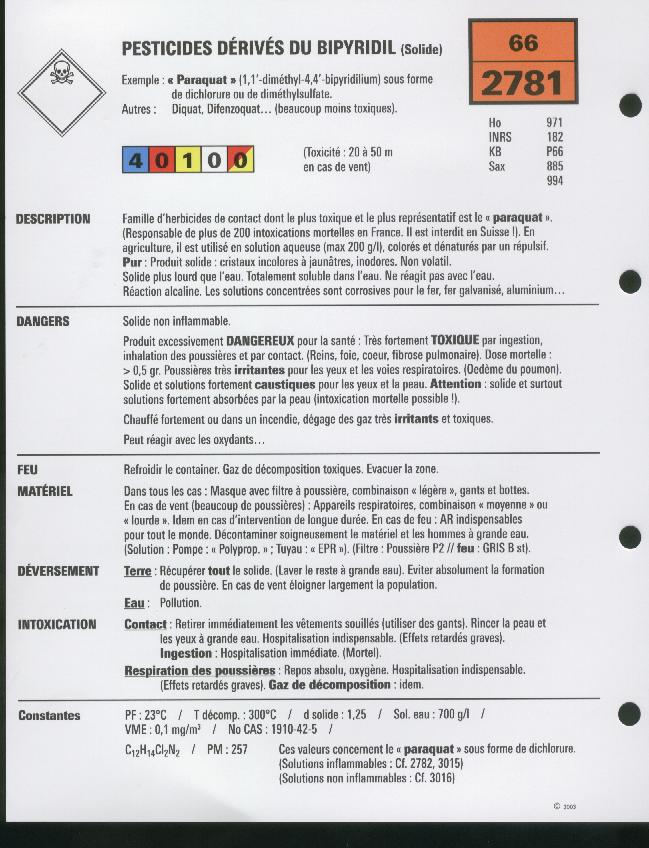 PESTICIDES DÉRIVÉS DU BIPYRIDIL (Solide)
66
2781
Exemple : « Paraquat » (1,1'-diméthyl-4,4'-bipyridilium) sous forme
de dichlorure ou de diméthylsulfate.
Autres : Diquat, Difenzoquat... (beaucoup moins toxiques).
Ho 971
INRS 182
KB P66
Sax 885
994
4 0 1 0 0
(Toxicité : 20 à 50 m
en cas de vent)
DESCRIPTION
Famille d'herbicides de contact dont le plus toxique et le plus représentatif est le « paraquat ».
(Responsable de plus de 200 intoxications mortelles en France. Il est interdit en Suisse !). En
agriculture, il est utilisé en solution aqueuse (max 200 g/l), colorés et dénaturés par un répulsif.
Pur : Produit solide : cristaux incolores à jaunâtres, inodores. Non volatil.
Solide plus lourd que l'eau. Totalement soluble dans l'eau. Ne réagit pas avec l'eau.
Réaction alcaline. Les solutions concentrées sont corrosives pour le fer, fer galvanisé, aluminium...
DANGERS
Solide non inflammable.
Produit excessivement DANGEREUX pour la santé : Très fortement TOXIQUE par ingestion,
inhalation des poussières et par contact. (Reins, foie, coeur, fibrose pulmonaire). Dose mortelle :
> 0,5 gr. Poussières très irritantes pour les yeux et les voies respiratoires. (Oedème du poumon).
Solide et solutions fortement caustiques pour les yeux et la peau. Attention : solide et surtout
solutions fortement absorbées par la peau (intoxication mortelle possible !).
Chauffé fortement ou dans un incendie, dégage des gaz très irritants et toxiques.
Peut réagir avec les oxydants...
FEU
Refroidir le container. Gaz de décomposition toxiques. Evacuer la zone.
MATÉRIEL
Dans tous les cas : Masque avec filtre à poussière, combinaison « légère », gants et bottes.
En cas de vent (beaucoup de poussières) : Appareils respiratoires, combinaison « moyenne » ou
« lourde ». Idem en cas d'intervention de longue durée. En cas de feu : AR indispensables
pour tout le monde. Décontaminer soigneusement le matériel et les hommes à grande eau.
(Solution : Pompe : « Polyprop. » ; Tuyau : « EPR »). (Filtre : Poussière P2 // feu : GRIS B st).
DÉVERSEMENT
Terre : Récupérer tout le solide. (Laver le reste à grande eau). Eviter absolument la formation
de poussière. En cas de vent éloigner largement la population.
Eau : Pollution.
INTOXICATION
Contact : Retirer immédiatement les vêtements souillés (utiliser des gants). Rincer la peau et
les yeux à grande eau. Hospitalisation indispensable. (Effets retardés graves).
Ingestion : Hospitalisation immédiate. (Mortel).
Respiration des poussières : Repos absolu, oxygène. Hospitalisation indispensable.
(Effets retardés graves). Gaz de décomposition : idem.
Constantes
PF : 23°C / T décomp. : 300°C / d solide : 1,25 / Sol. eau : 700 g/l /
VME : 0,1 mg/m³ / No CAS : 1910-42-5 /
C₁₂H₁₄Cl₂N₂ / PM : 257
Ces valeurs concement le « paraquat » sous forme de dichlorure.
(Solutions inflammables : Cf. 2782, 3015)
(Solutions non inflammables : Cf. 3016)
© 2003